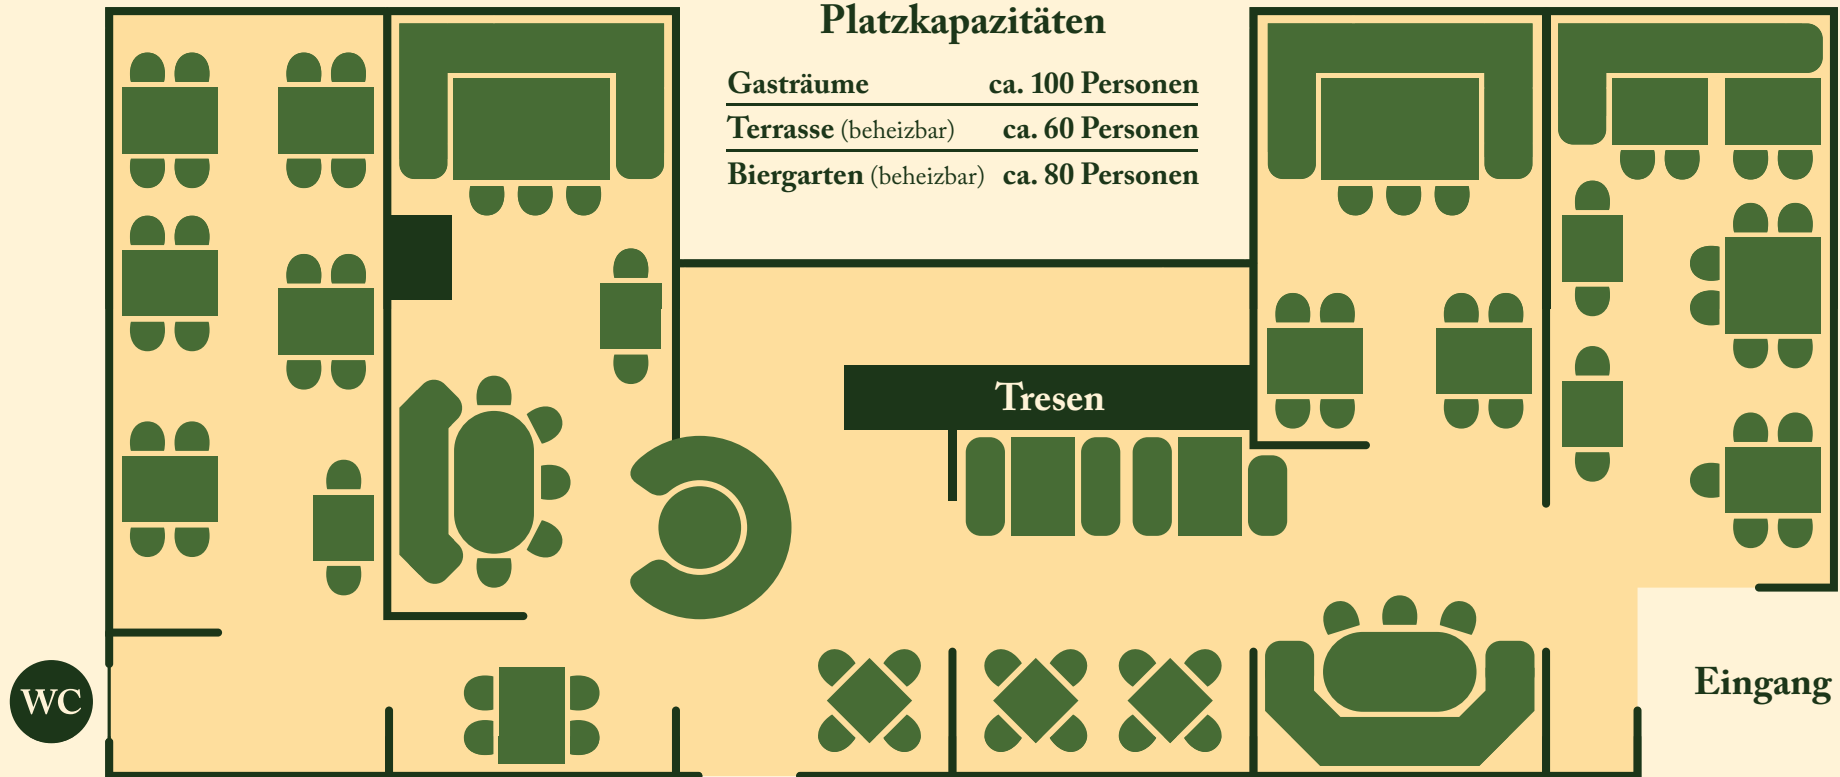 Platzkapazitäten
Gasträume ca. 100 Personen
Terrasse (beheizbar) ca. 60 Personen
Biergarten (beheizbar) ca. 80 Personen
Tresen
WC
Eingang